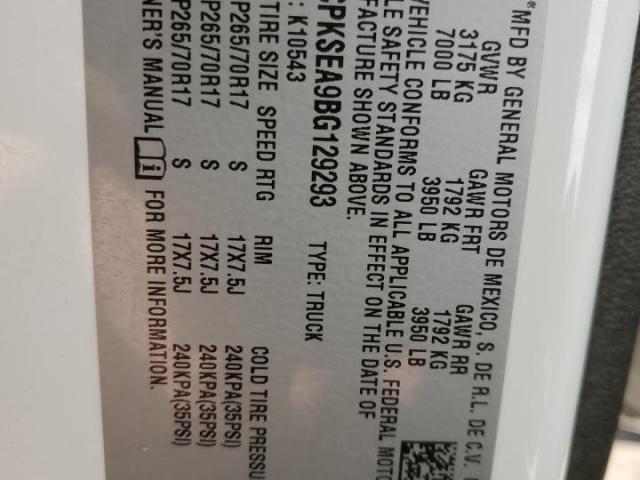 *MFD BY GENERAL MOTORS DE MEXICO, S. DE R.L. DE C.V.
GVWR GAWR FRT GAWR RR
3175 KG 1792 KG 1792 KG
7000 LB 3950 LB 3950 LB
VEHICLE CONFORMS TO ALL APPLICABLE U.S. FEDERAL MOTO
LE SAFETY STANDARDS IN EFFECT ON THE DATE OF
FACTURE SHOWN ABOVE.
GPKSEA9BG129293 TYPE: TRUCK
: K10543
TIRE SIZE SPEED RTG RIM COLD TIRE PRESSU
P265/70R17 S 17X7.5J 240KPA(35PSI)
P265/70R17 S 17X7.5J 240KPA(35PSI)
P265/70R17 S 17X7.5J 240KPA(35PSI)
NER'S MANUAL FOR MORE INFORMATION.